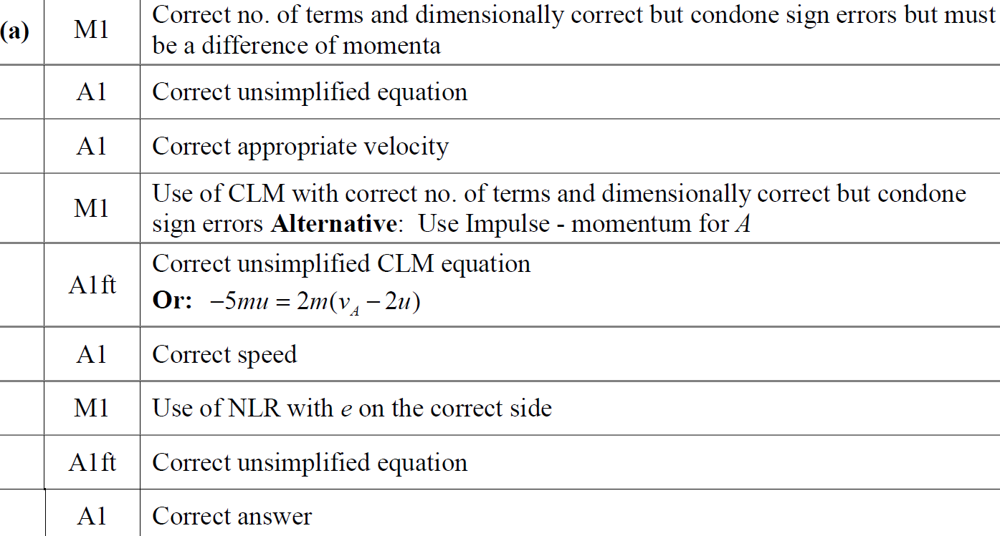 (a) M1 Correct no. of terms and dimensionally correct but condone sign errors but must
be a difference of momenta
A1 Correct unsimplified equation
A1 Correct appropriate velocity
M1 Use of CLM with correct no. of terms and dimensionally correct but condone
sign errors Alternative: Use Impulse - momentum for A
A1ft Correct unsimplified CLM equation
Or: −5mu = 2m(v_A − 2u)
A1 Correct speed
M1 Use of NLR with e on the correct side
A1ft Correct unsimplified equation
A1 Correct answer